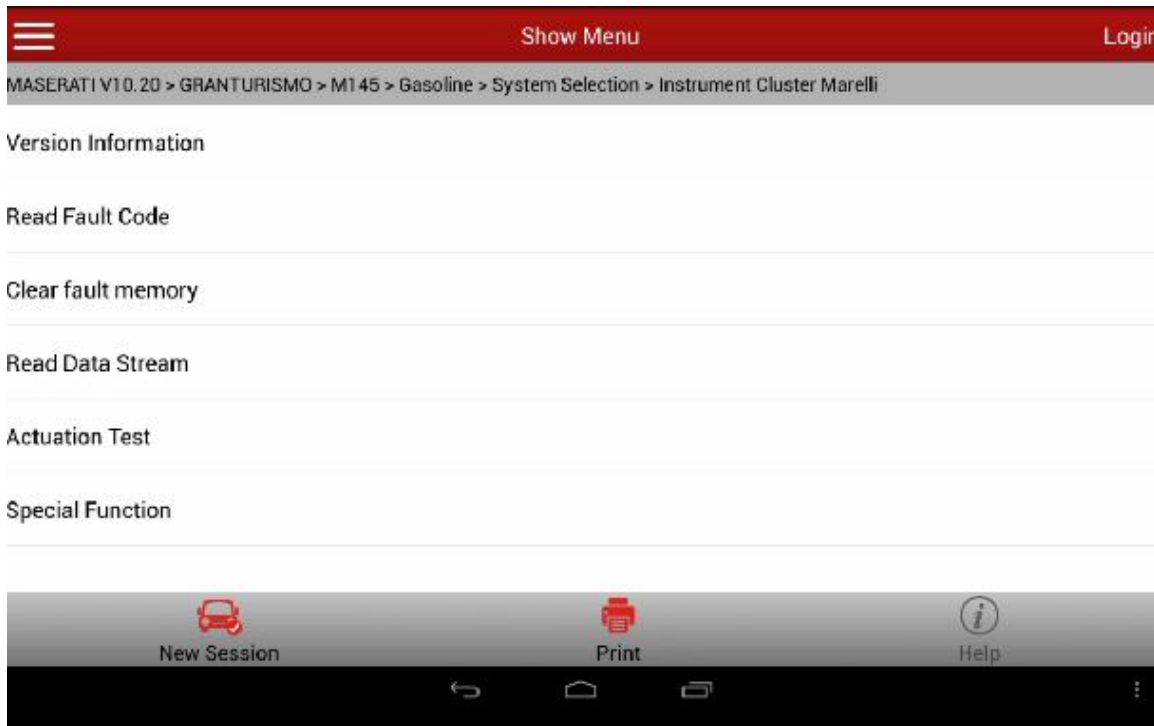 Show Menu
Login
MASERATI V10.20 > GRANTURISMO > M145 > Gasoline > System Selection > Instrument Cluster Marelli
Version Information
Read Fault Code
Clear fault memory
Read Data Stream
Actuation Test
Special Function
New Session
Print
Help